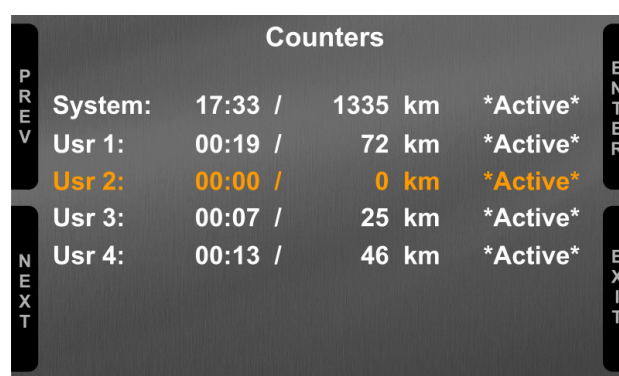 Counters
PREV
ENTER
System: 17:33 / 1335 km *Active*
Usr 1: 00:19 / 72 km *Active*
Usr 2: 00:00 / 0 km *Active*
Usr 3: 00:07 / 25 km *Active*
Usr 4: 00:13 / 46 km *Active*
NEXT
EXIT